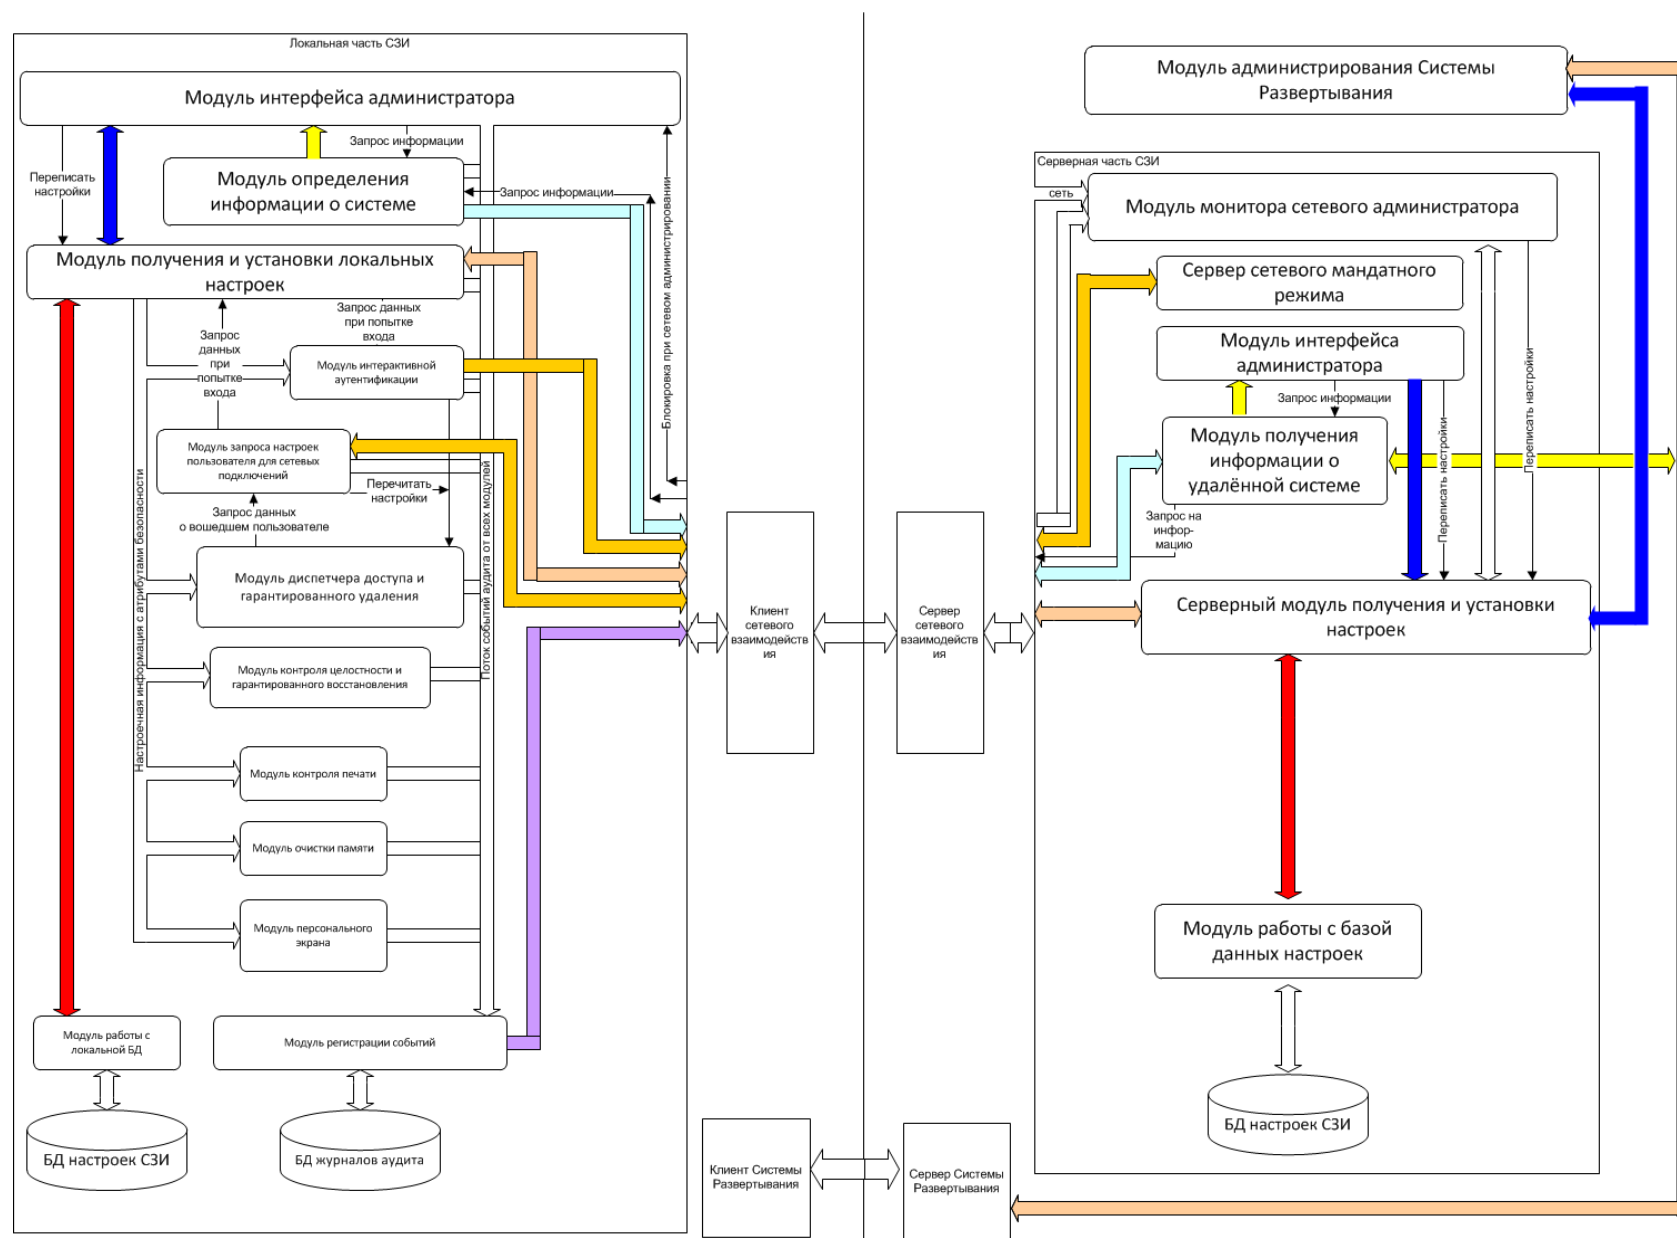 Локальная часть СЗИ
Модуль интерфейса администратора
Запрос информации
Переписать
настройки
Модуль определения
информации о системе
Запрос информации
Блокировка при сетевом администрировании
Модуль получения и установки локальных
настроек
Запрос данных
при попытке
входа
Запрос
данных
при
попытке
входа
Модуль интерактивной
аутентификации
Модуль запроса настроек
пользователя для сетевых
подключений
Перечитать
настройки
Запрос данных
о вошедшем пользователе
Настроечная информация с атрибутами безопасности
Поток событий аудита от всех модулей
Модуль диспетчера доступа и
гарантированного удаления
Модуль контроля целостности и
гарантированного восстановления
Модуль контроля печати
Модуль очистки памяти
Модуль персонального
экрана
Модуль работы с
локальной БД
Модуль регистрации событий
БД настроек СЗИ
БД журналов аудита
Клиент
сетевого
взаимодейств
ия
Сервер
сетевого
взаимодейств
ия
Клиент Системы
Развертывания
Сервер Системы
Развертывания
Модуль администрирования Системы
Развертывания
Серверная часть СЗИ
сеть
Модуль монитора сетевого администратора
Сервер сетевого мандатного
режима
Модуль интерфейса
администратора
Запрос информации
Модуль получения
информации о
удалённой системе
Переписать настройки
Переписать настройки
Запрос на
инфор-
мацию
Серверный модуль получения и установки
настроек
Модуль работы с базой
данных настроек
БД настроек СЗИ